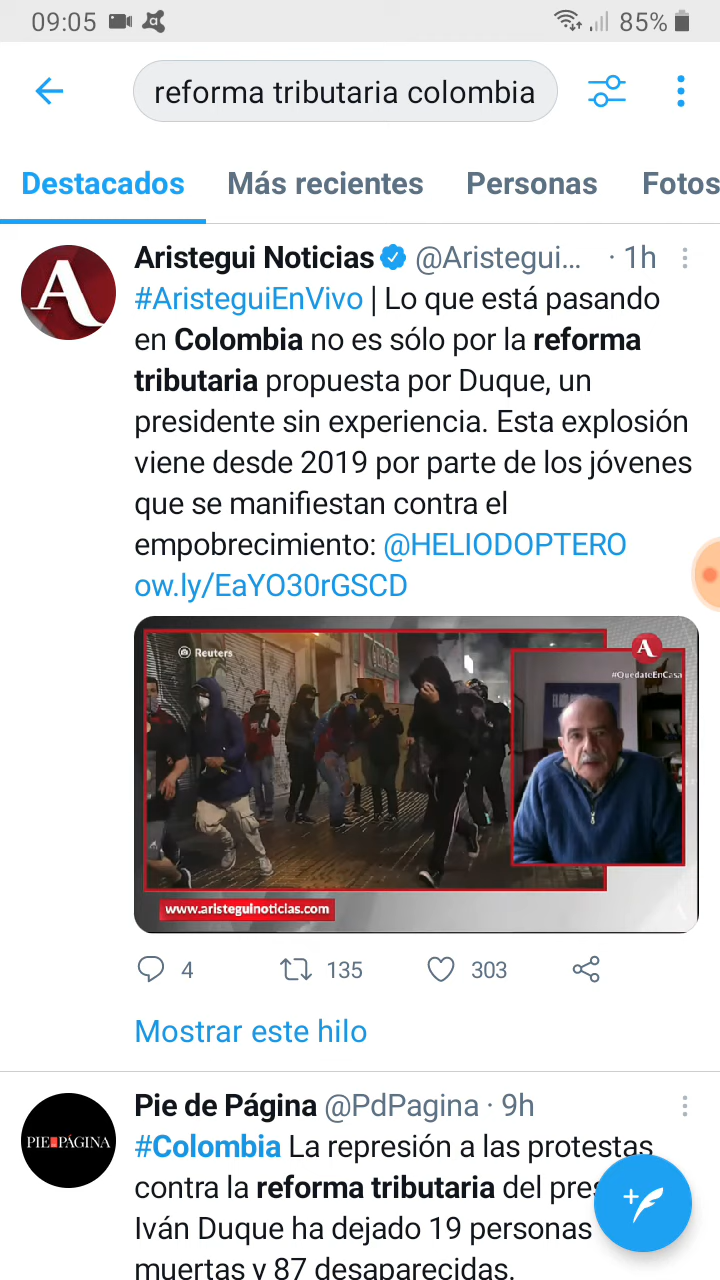 09:05
85%
reforma tributaria colombia
Destacados Más recientes Personas Fotos
Aristegui Noticias @Aristegui... · 1h
#AristeguiEnVivo | Lo que está pasando
en Colombia no es sólo por la reforma
tributaria propuesta por Duque, un
presidente sin experiencia. Esta explosión
viene desde 2019 por parte de los jóvenes
que se manifiestan contra el
empobrecimiento: @HELIODOPTERO
ow.ly/EaYO30rGSCD
Reuters
A
#QuédateEnCasa
www.aristeguinoticias.com
4 135 303
Mostrar este hilo
PIE DE PÁGINA
Pie de Página @PdPagina · 9h
#Colombia La represión a las protestas
contra la reforma tributaria del pres
Iván Duque ha dejado 19 personas
muertas y 87 desaparecidas.